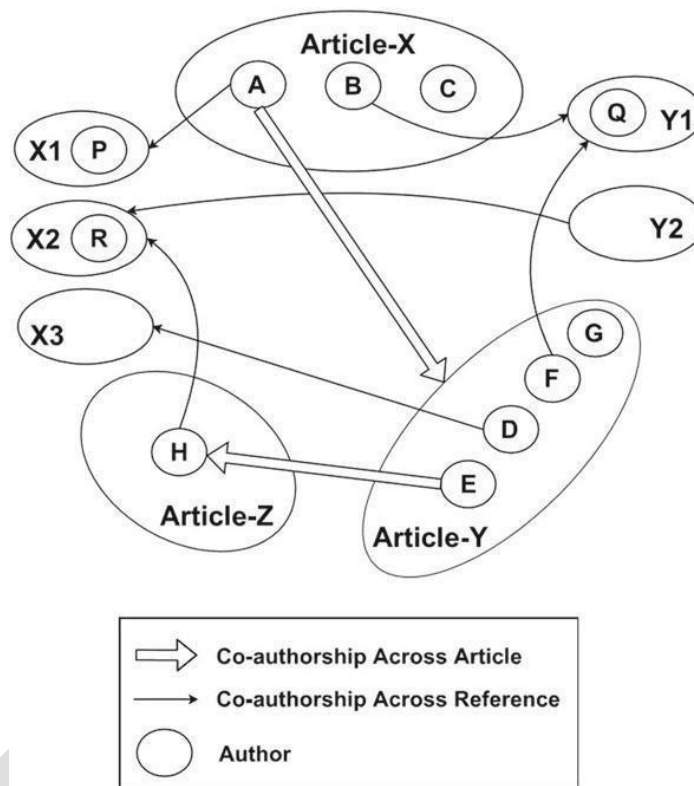 Article-X
A
B
C
X1
P
Q
Y1
X2
R
Y2
X3
G
F
D
H
E
Article-Z
Article-Y
Co-authorship Across Article
Co-authorship Across Reference
Author